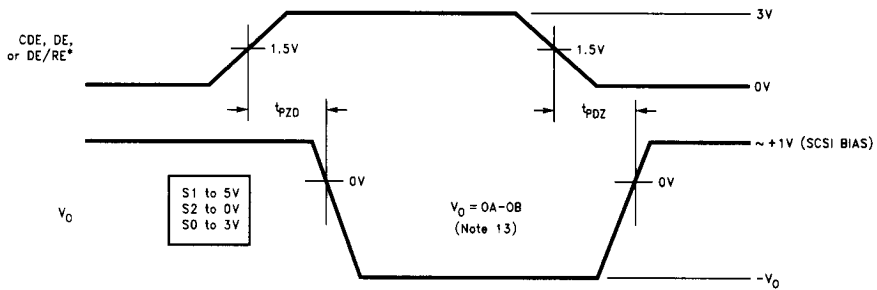 3V
CDE, DE,
or DE/RE*
1.5V
1.5V
0V
tPZD
tPDZ
~ +1V (SCSI BIAS)
S1 to 5V
S2 to 0V
S0 to 3V
0V
0V
VO
VO = OA-OB
(Note 13)
-VO